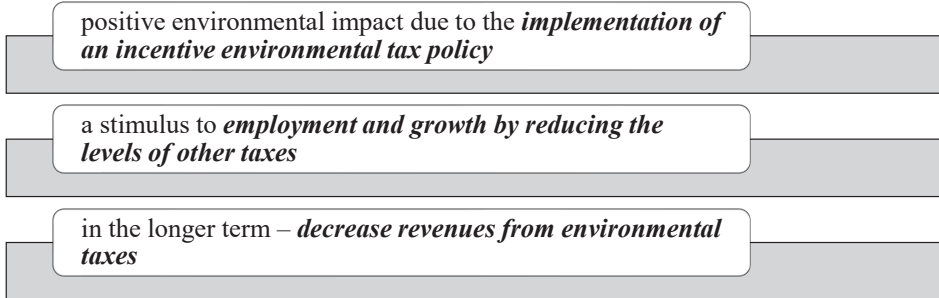 positive environmental impact due to the implementation of
an incentive environmental tax policy
a stimulus to employment and growth by reducing the
levels of other taxes
in the longer term – decrease revenues from environmental
taxes